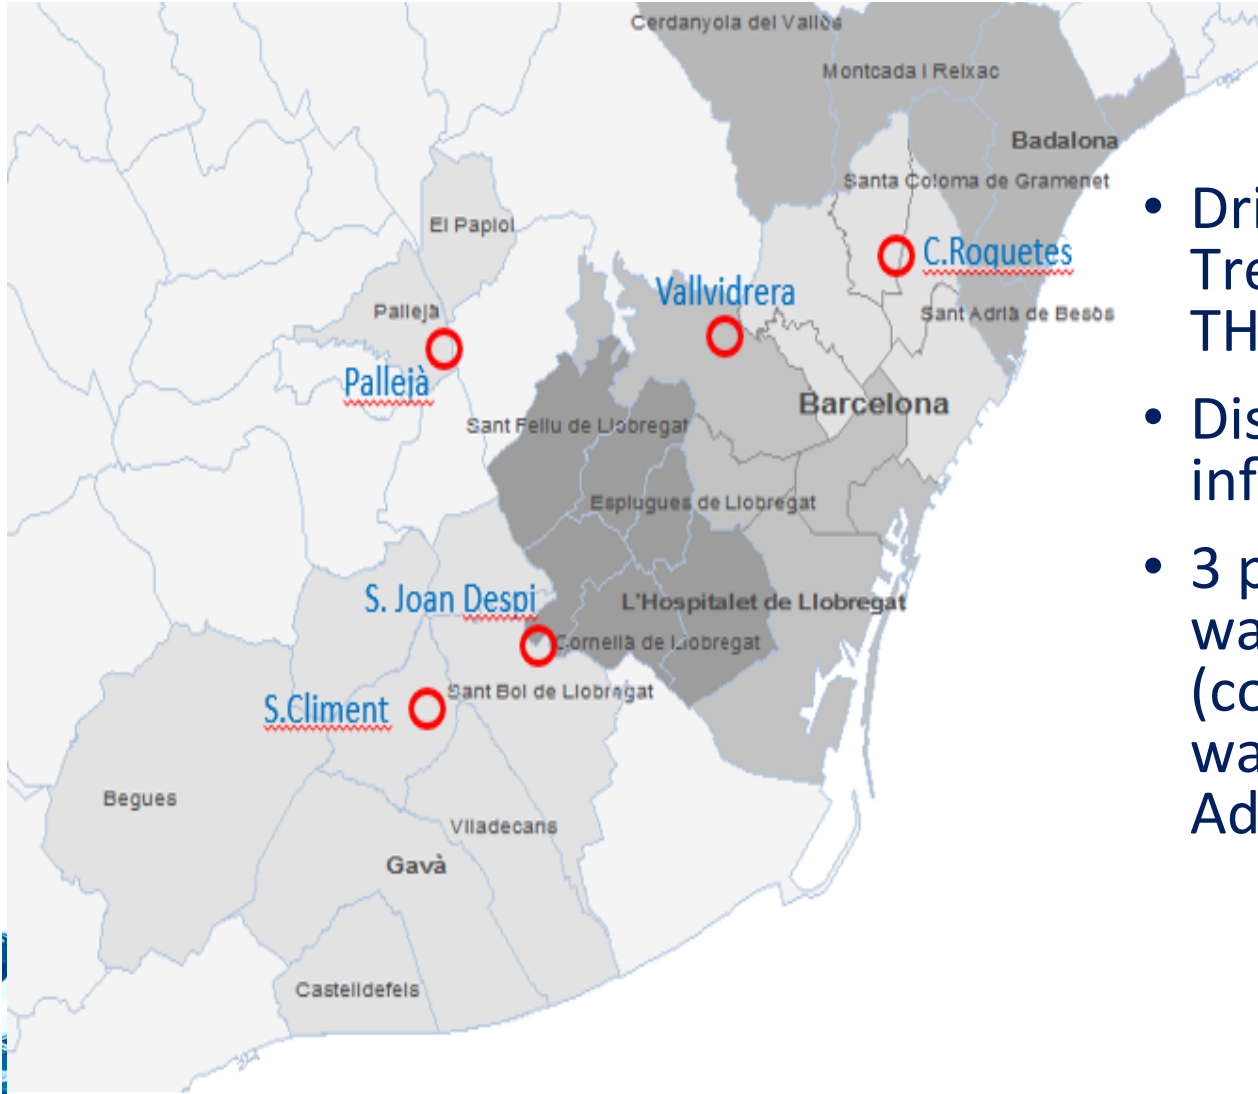 Cerdanyola del Vallès
Montcada i Reixac
Badalona
Santa Coloma de Gramenet
El Papiol
C.Roquetes
Vallvidrera
Pallejà
Sant Adrià de Besòs
Pallejà
Barcelona
Sant Feliu de Llobregat
Esplugues de Llobregat
S. Joan Despi
L'Hospitalet de Llobregat
Cornellà de Llobregat
Sant Boi de Llobregat
S.Climent
Begues
Viladecans
Gavà
Castelldefels
• Dri
Tre
TH
• Dis
inf
• 3 p
wa
(co
wa
Ad